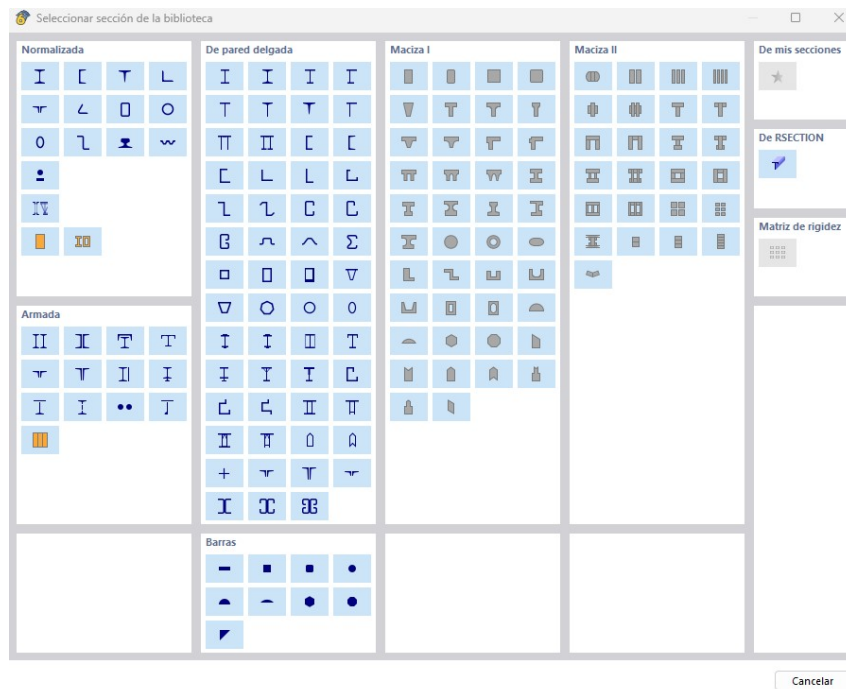 Seleccionar sección de la biblioteca
Normalizada
De pared delgada
Maciza I
Maciza II
De mis secciones
De RSECTION
Matriz de rigidez
Armada
Barras
Cancelar